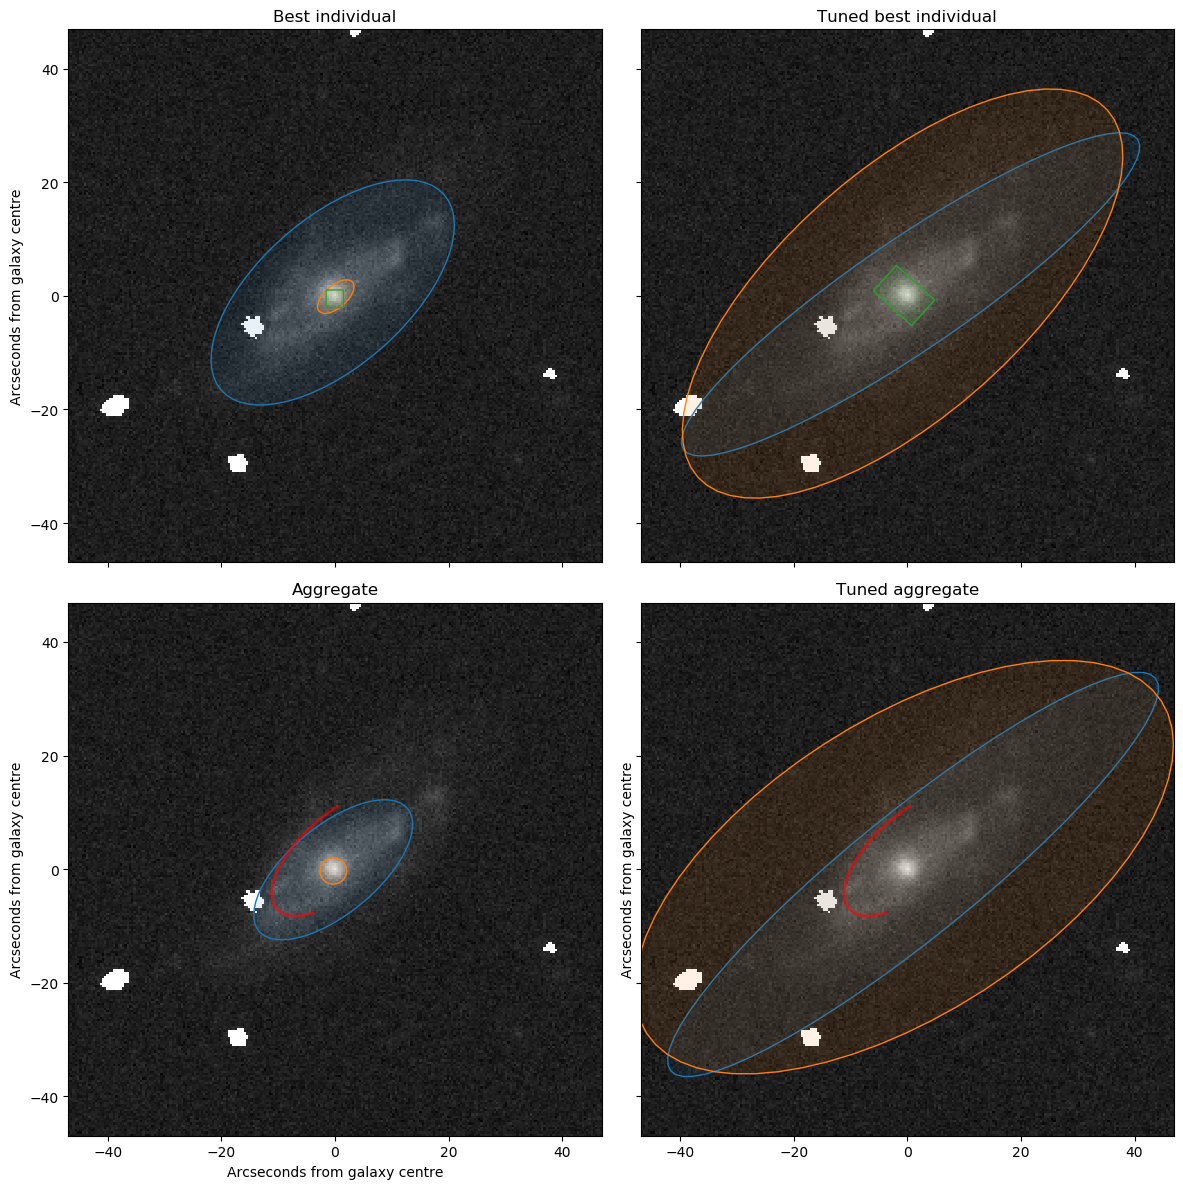 Best individual
Tuned best individual
40
20
0
−20
−40
Arcseconds from galaxy centre
Aggregate
Tuned aggregate
40
20
0
−20
−40
Arcseconds from galaxy centre
Arcseconds from galaxy centre
−40 −20 0 20 40
−40 −20 0 20 40
Arcseconds from galaxy centre